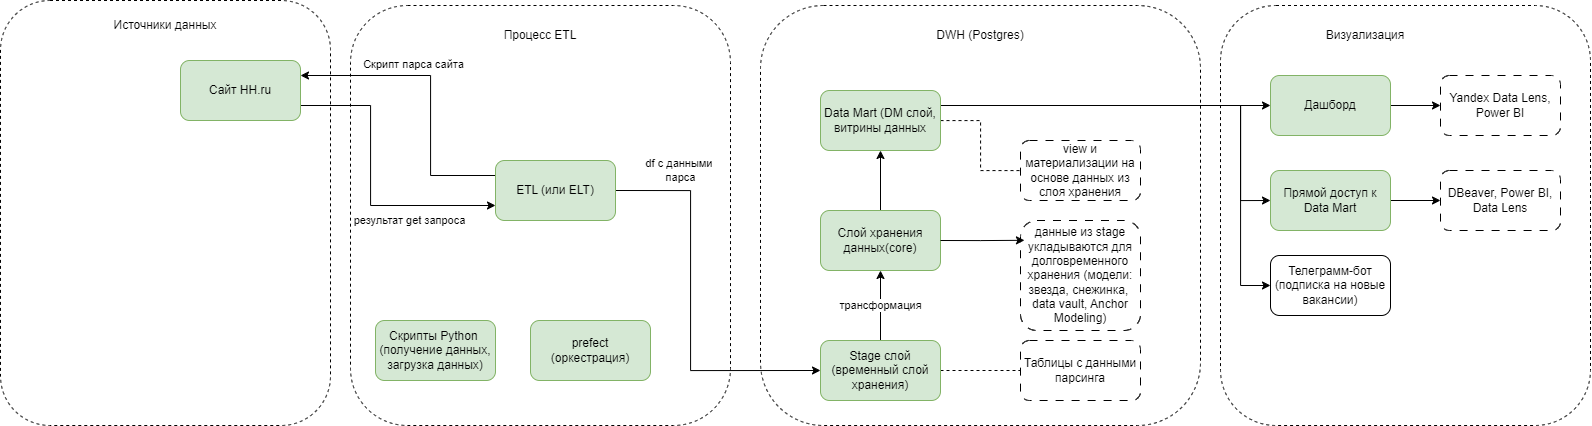 Источники данных
Сайт HH.ru
Процесс ETL
Скрипт парса сайта
ETL (или ELT)
результат get запроса
df с данными
парса
Скрипты Python
(получение данных,
загрузка данных)
prefect
(оркестрация)
DWH (Postgres)
Data Mart (DM слой,
витрины данных
view и
материализации на
основе данных из
слоя хранения
Слой хранения
данных(core)
данные из stage
укладываются для
долговременного
хранения (модели:
звезда, снежинка,
data vault, Anchor
Modeling)
трансформация
Stage слой
(временный слой
хранения)
Таблицы с данными
парсинга
Визуализация
Дашборд
Yandex Data Lens,
Power BI
Прямой доступ к
Data Mart
DBeaver, Power BI,
Data Lens
Телеграмм-бот
(подписка на новые
вакансии)